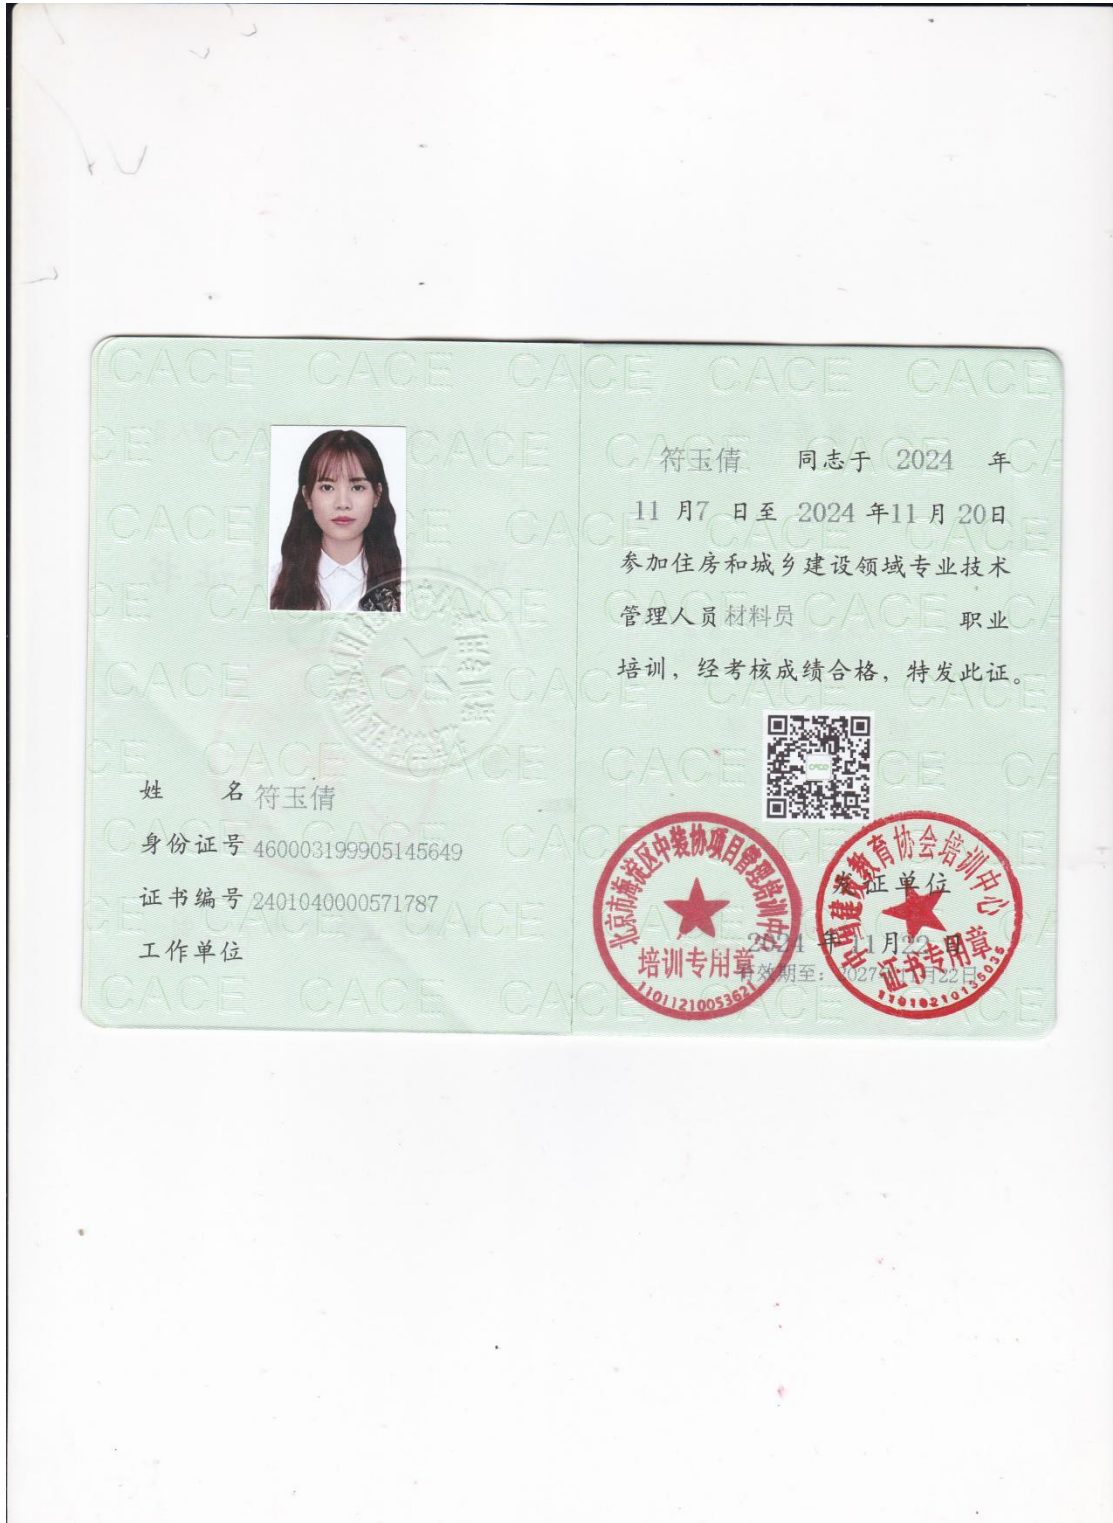 符玉倩 同志于 2024 年
11 月7 日至 2024 年11 月 20日
参加住房和城乡建设领域专业技术
管理人员材料员 职业
培训，经考核成绩合格，特发此证。
姓 名 符玉倩
身份证号 460003199905145649
证书编号 2401040000571787
工作单位
北京市海淀区中装协项目管理培训中
培训专用章
11011210053621
中国建设教育协会培训中心
证书专用章
发证单位
2024 年 11月22 日
有效期至：2027年11月22日
CACE